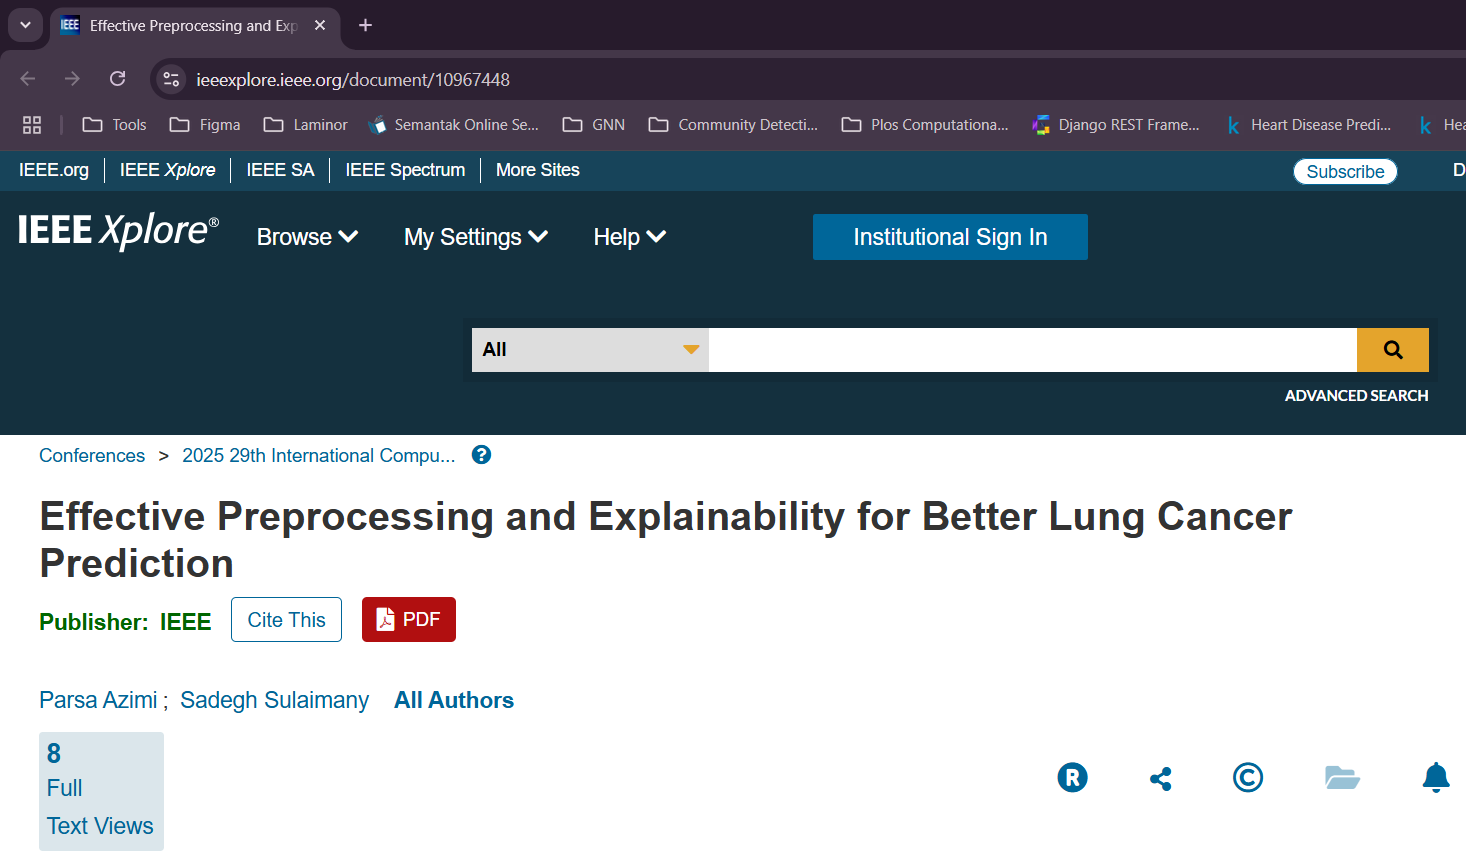 Effective Preprocessing and Exp
ieeexplore.ieee.org/document/10967448
Tools Figma Laminor Semantak Online Se... GNN Community Detecti... Plos Computationa... Django REST Frame... Heart Disease Predi... Hea
IEEE.org IEEE Xplore IEEE SA IEEE Spectrum More Sites Subscribe D
IEEE Xplore® Browse My Settings Help Institutional Sign In
All
ADVANCED SEARCH
Conferences > 2025 29th International Compu...
Effective Preprocessing and Explainability for Better Lung Cancer
Prediction
Publisher: IEEE Cite This PDF
Parsa Azimi ; Sadegh Sulaimany All Authors
8
Full
Text Views